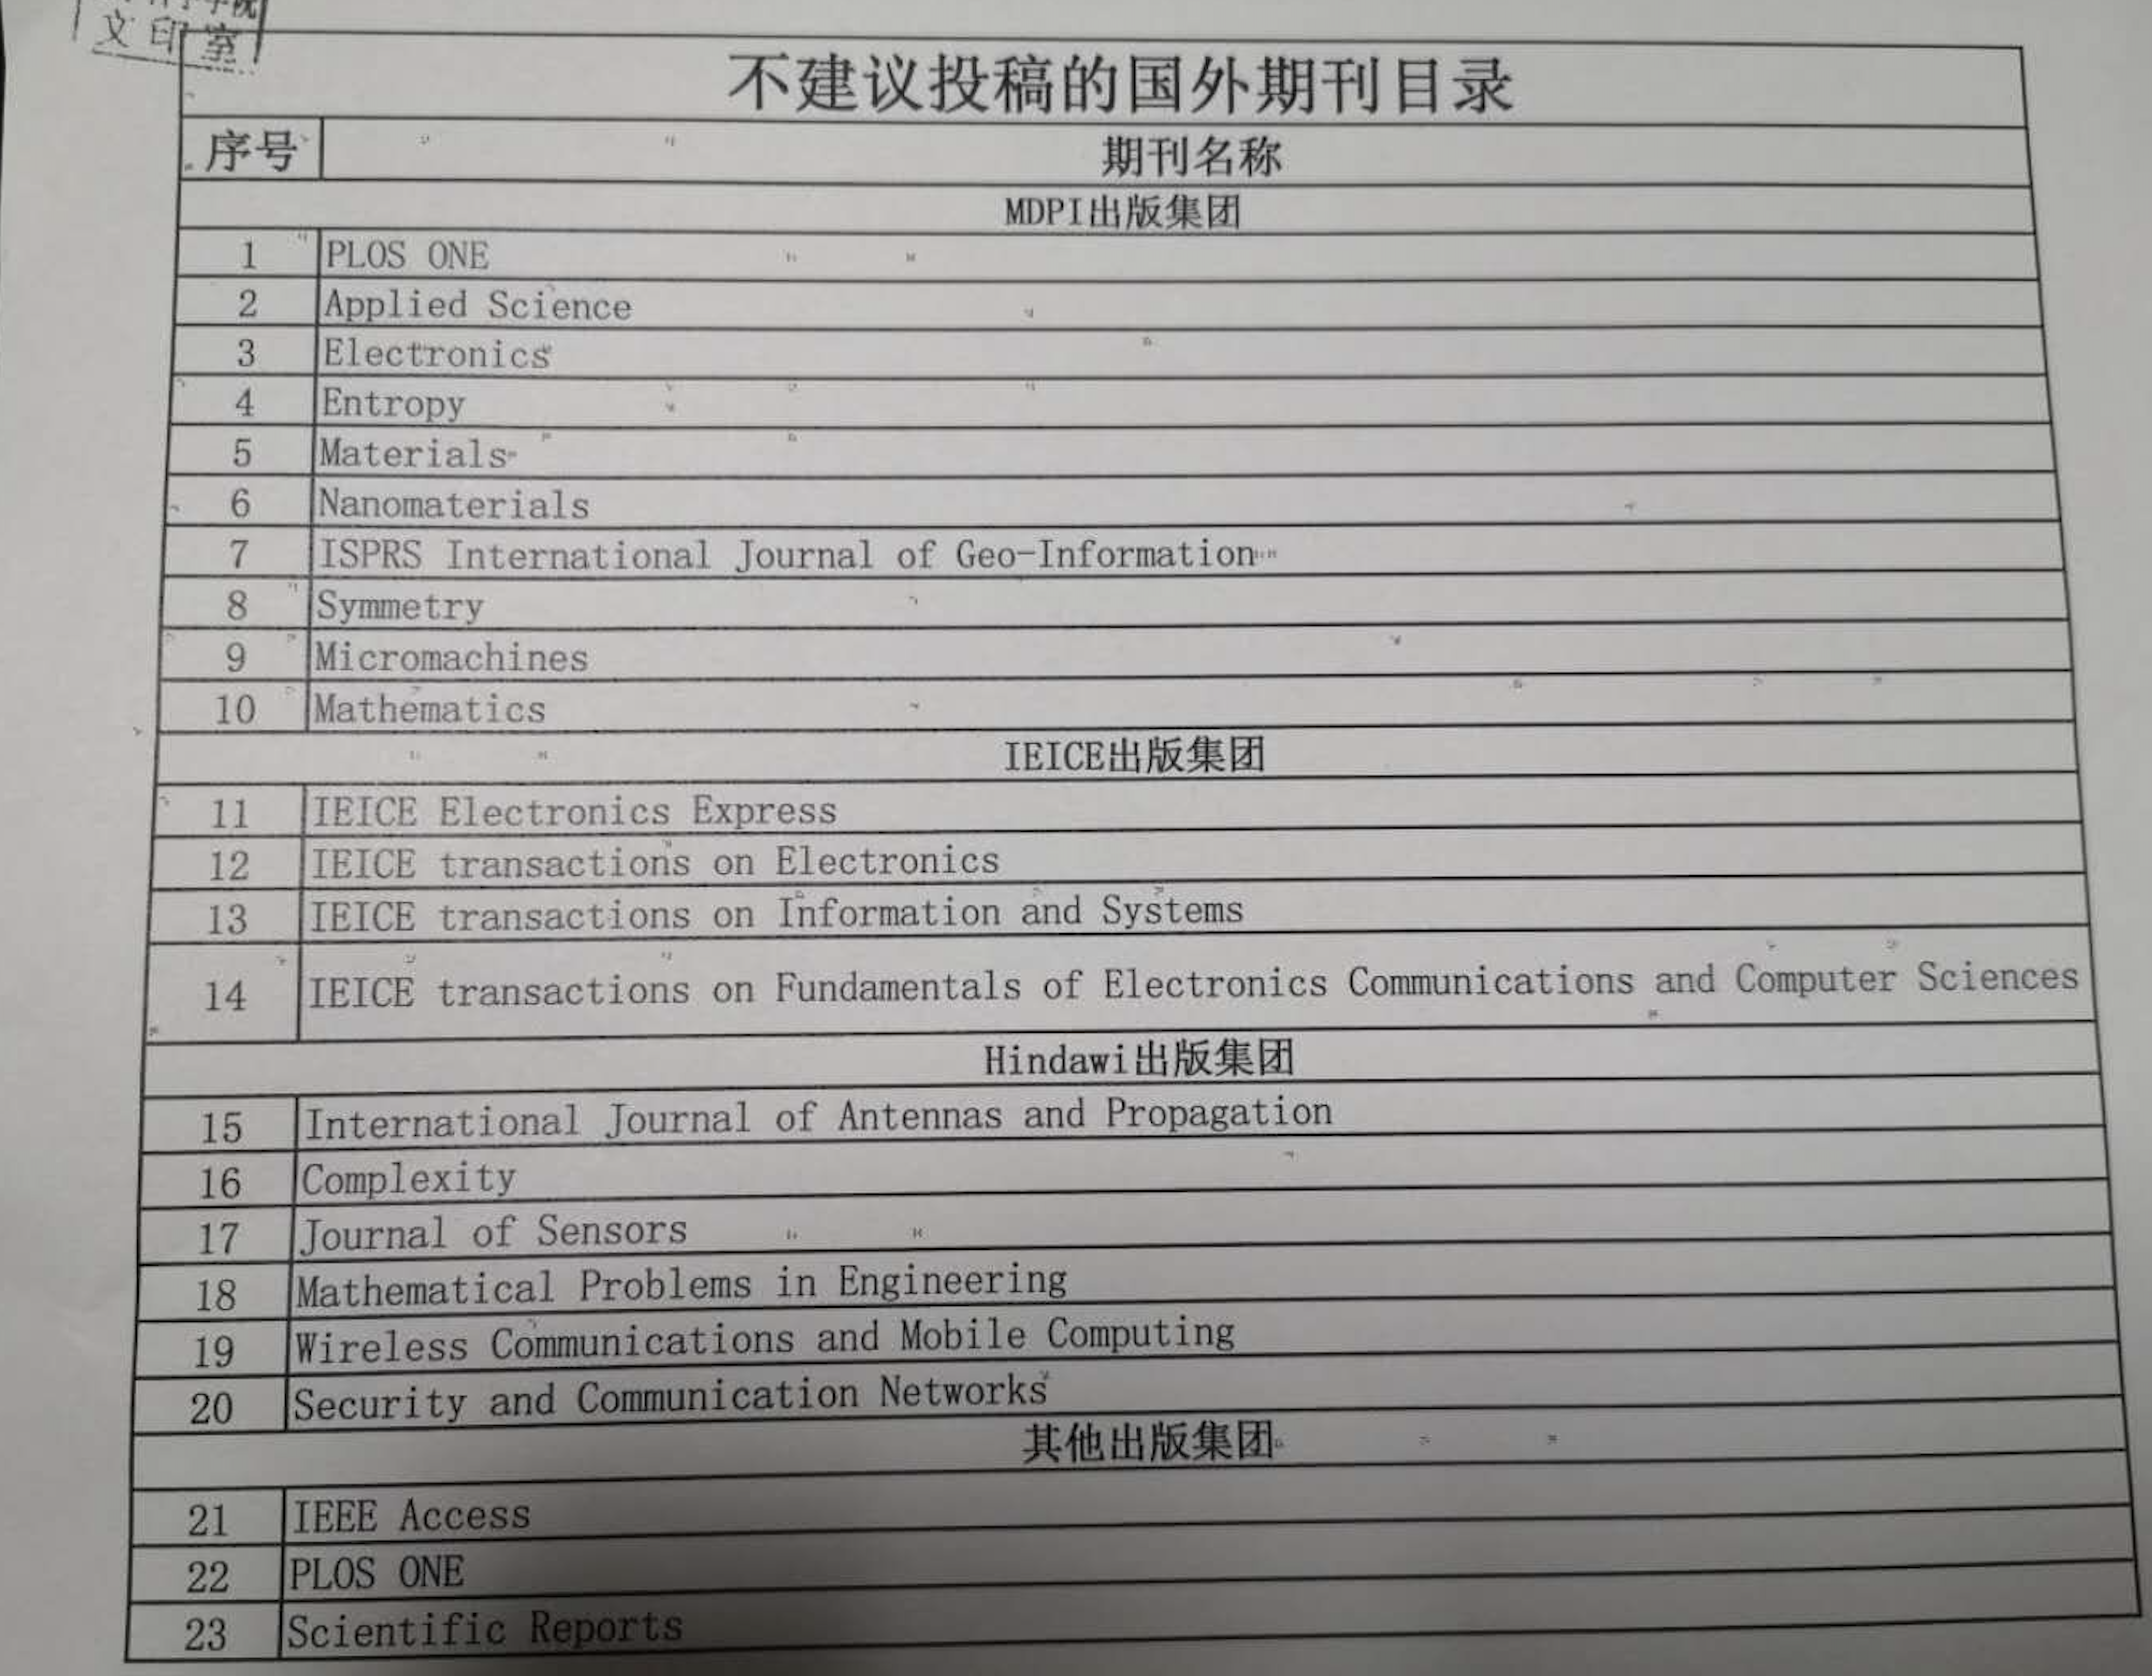 学院
文印室
不建议投稿的国外期刊目录
序号 期刊名称
MDPI出版集团
1 PLOS ONE
2 Applied Science
3 Electronics
4 Entropy
5 Materials
6 Nanomaterials
7 ISPRS International Journal of Geo-Information
8 Symmetry
9 Micromachines
10 Mathematics
IEICE出版集团
11 IEICE Electronics Express
12 IEICE transactions on Electronics
13 IEICE transactions on Information and Systems
14 IEICE transactions on Fundamentals of Electronics Communications and Computer Sciences
Hindawi出版集团
15 International Journal of Antennas and Propagation
16 Complexity
17 Journal of Sensors
18 Mathematical Problems in Engineering
19 Wireless Communications and Mobile Computing
20 Security and Communication Networks
其他出版集团
21 IEEE Access
22 PLOS ONE
23 Scientific Reports